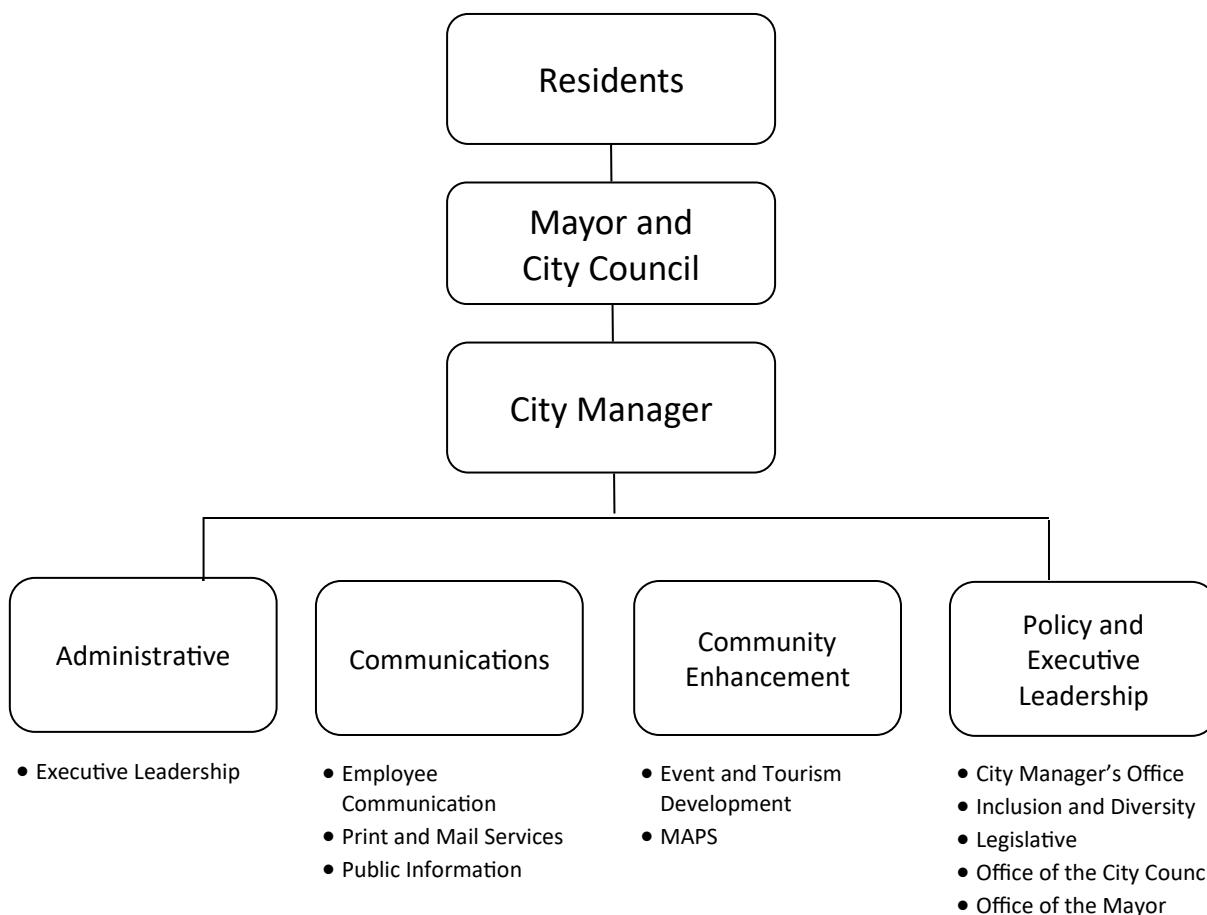 Residents
Mayor and
City Council
City Manager
Administrative
Communications
Community
Enhancement
Policy and
Executive
Leadership
• Executive Leadership
• Employee
Communication
• Print and Mail Services
• Public Information
• Event and Tourism
Development
• MAPS
• City Manager’s Office
• Inclusion and Diversity
• Legislative
• Office of the City Counc
• Office of the Mayor